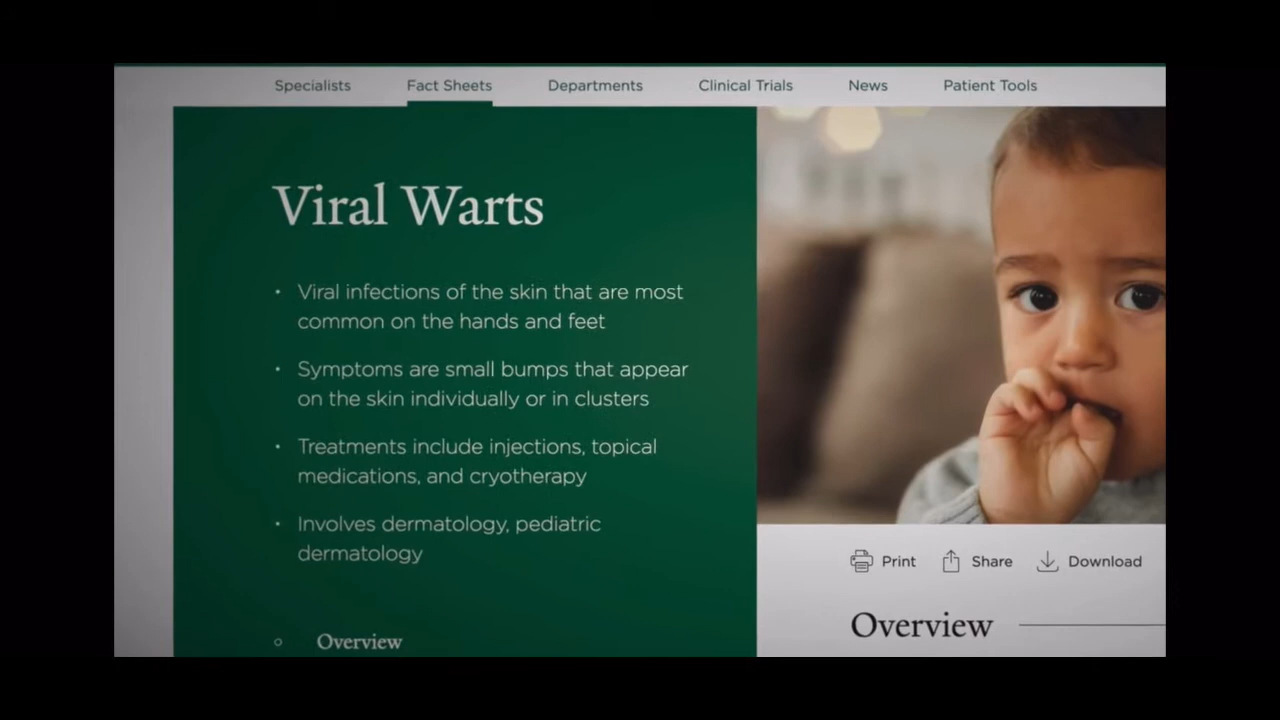 Specialists Fact Sheets Departments Clinical Trials News Patient Tools
Viral Warts
• Viral infections of the skin that are most
common on the hands and feet
• Symptoms are small bumps that appear
on the skin individually or in clusters
• Treatments include injections, topical
medications, and cryotherapy
• Involves dermatology, pediatric
dermatology
Overview
Print Share Download
Overview